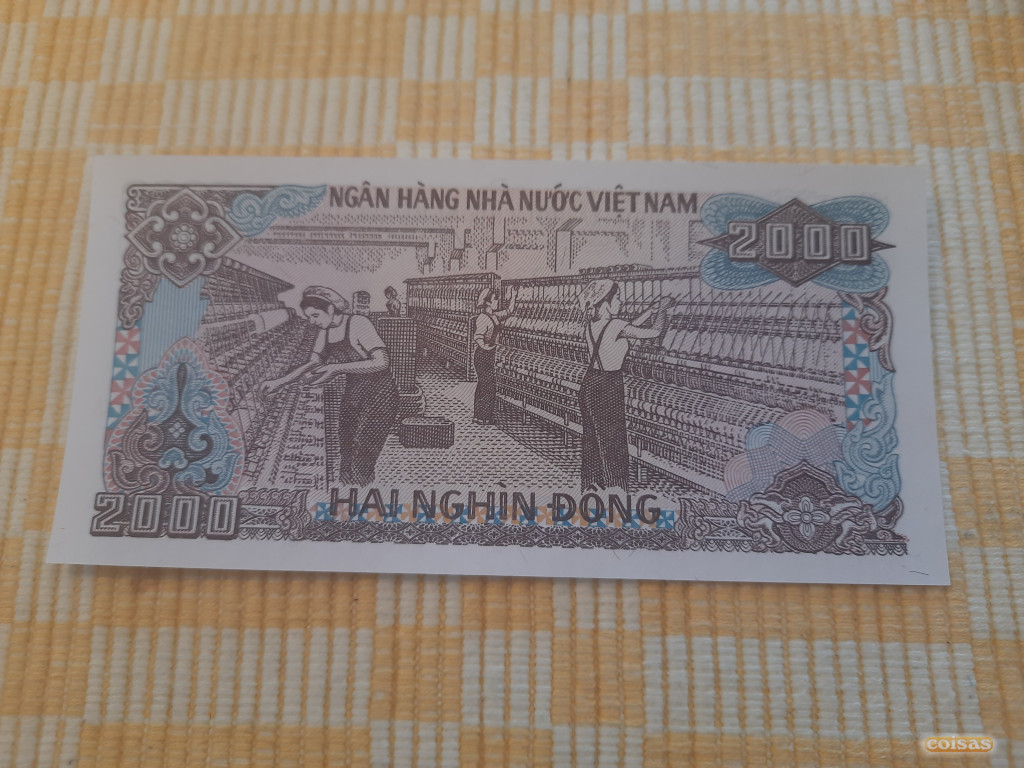 NGÂN HÀNG NHÀ NƯỚC VIỆT NAM
2000
2000
HAI NGHÌN ĐỒNG
coisas